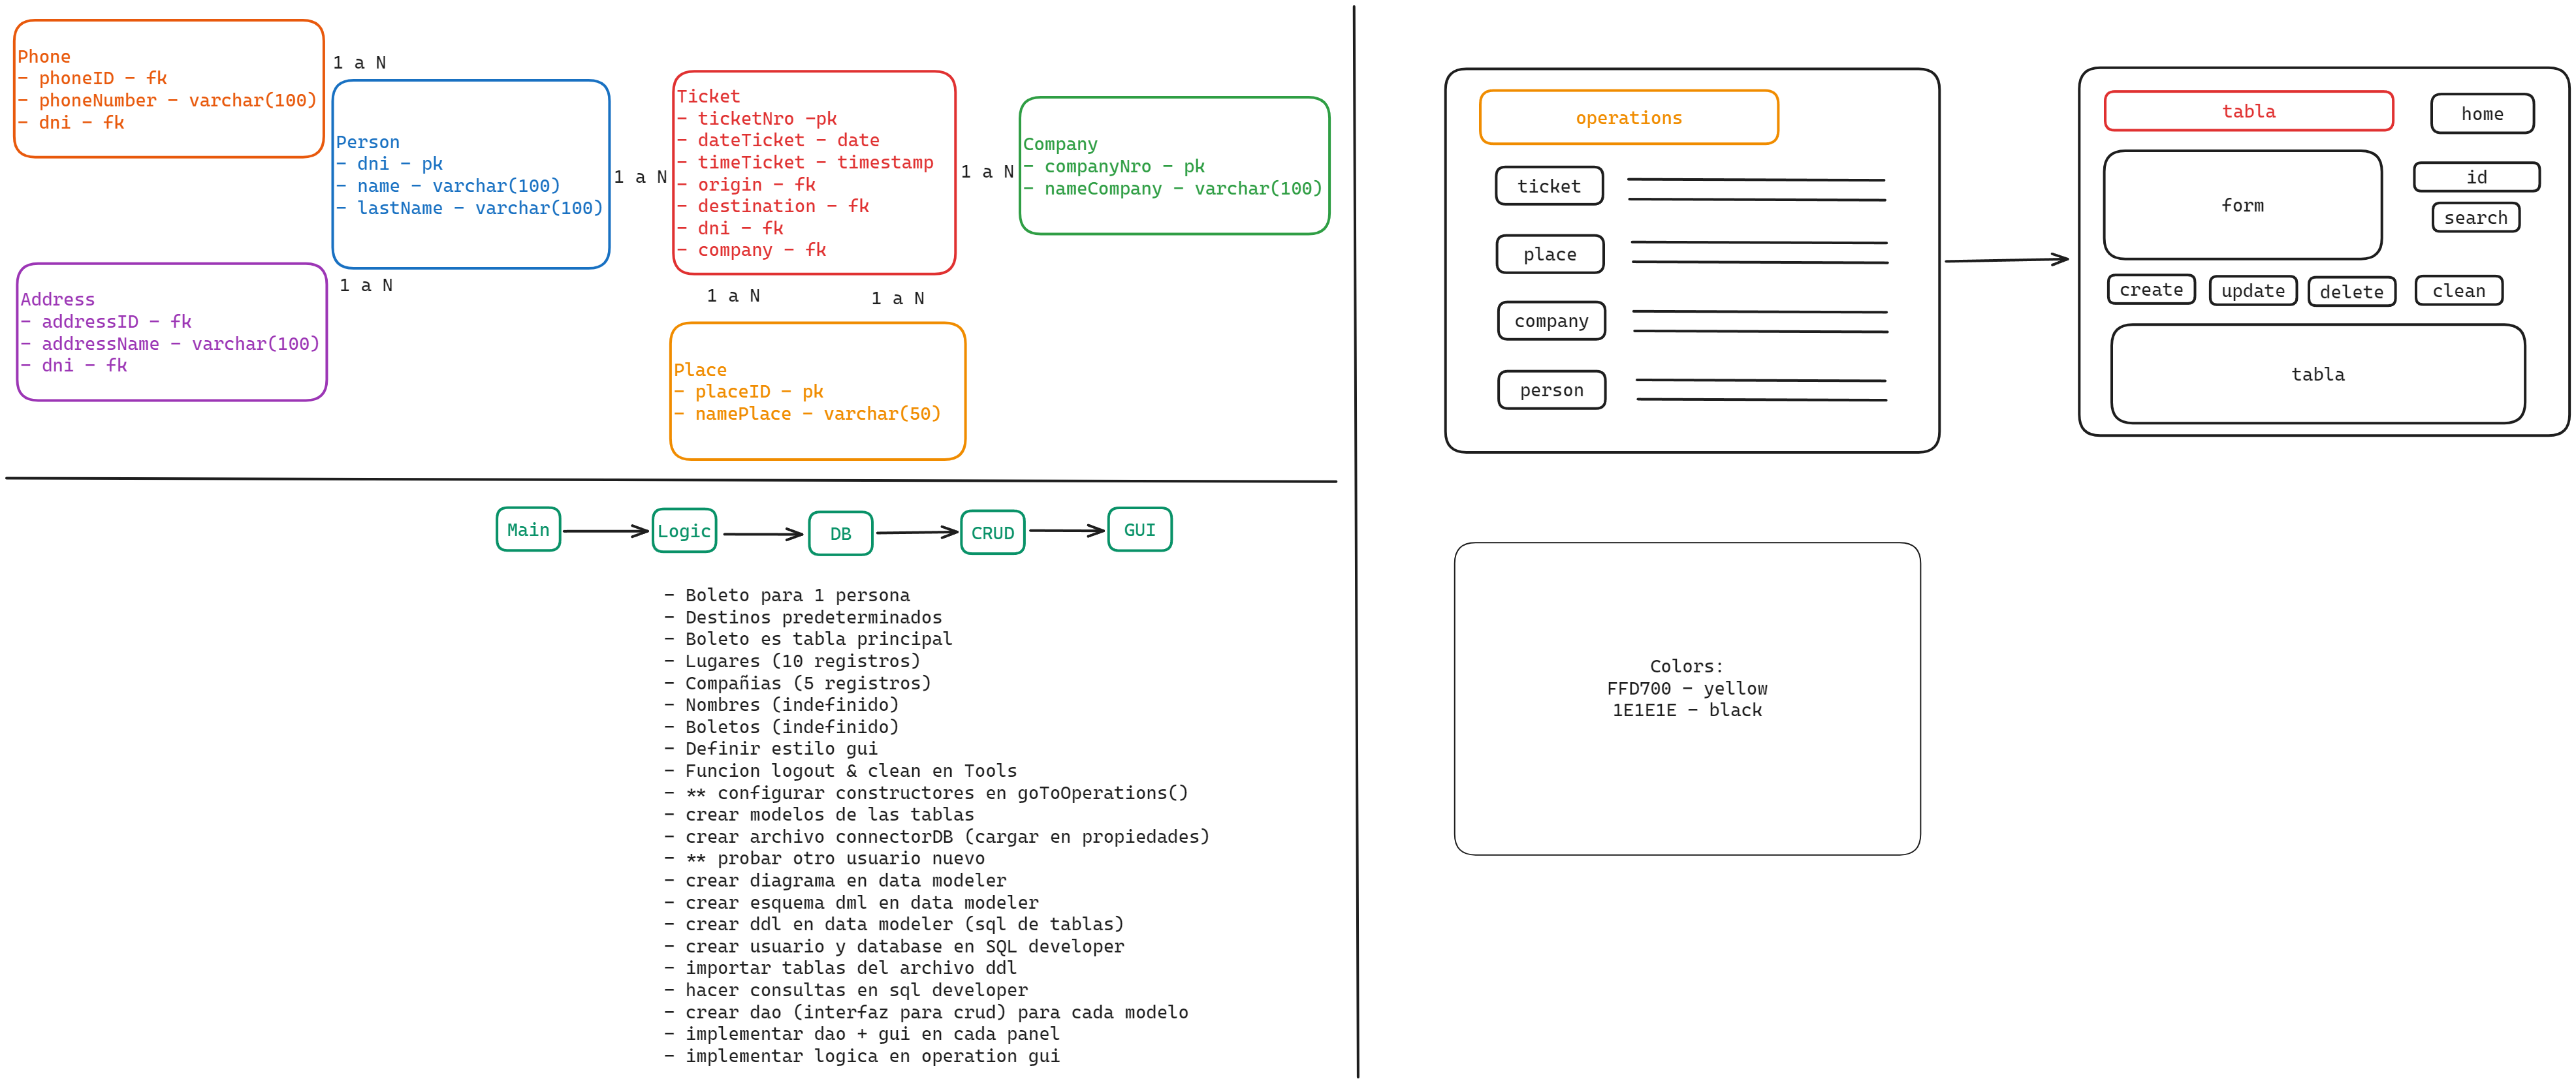 Phone
- phoneID - fk
- phoneNumber - varchar(100)
- dni - fk
1 a N
Person
- dni - pk
- name - varchar(100)
- lastName - varchar(100)
1 a N
Address
- addressID - fk
- addressName - varchar(100)
- dni - fk
1 a N
Ticket
- ticketNro -pk
- dateTicket - date
- timeTicket - timestamp
- origin - fk
- destination - fk
- dni - fk
- company - fk
1 a N
Company
- companyNro - pk
- nameCompany - varchar(100)
1 a N
1 a N
Place
- placeID - pk
- namePlace - varchar(50)
Main
Logic
DB
CRUD
GUI
- Boleto para 1 persona
- Destinos predeterminados
- Boleto es tabla principal
- Lugares (10 registros)
- Compañias (5 registros)
- Nombres (indefinido)
- Boletos (indefinido)
- Definir estilo gui
- Funcion logout & clean en Tools
- ** configurar constructores en goToOperations()
- crear modelos de las tablas
- crear archivo connectorDB (cargar en propiedades)
- ** probar otro usuario nuevo
- crear diagrama en data modeler
- crear esquema dml en data modeler
- crear ddl en data modeler (sql de tablas)
- crear usuario y database en SQL developer
- importar tablas del archivo ddl
- hacer consultas en sql developer
- crear dao (interfaz para crud) para cada modelo
- implementar dao + gui en cada panel
- implementar logica en operation gui
operations
ticket
place
company
person
tabla
home
form
id
search
create
update
delete
clean
tabla
Colors:
FFD700 - yellow
1E1E1E - black